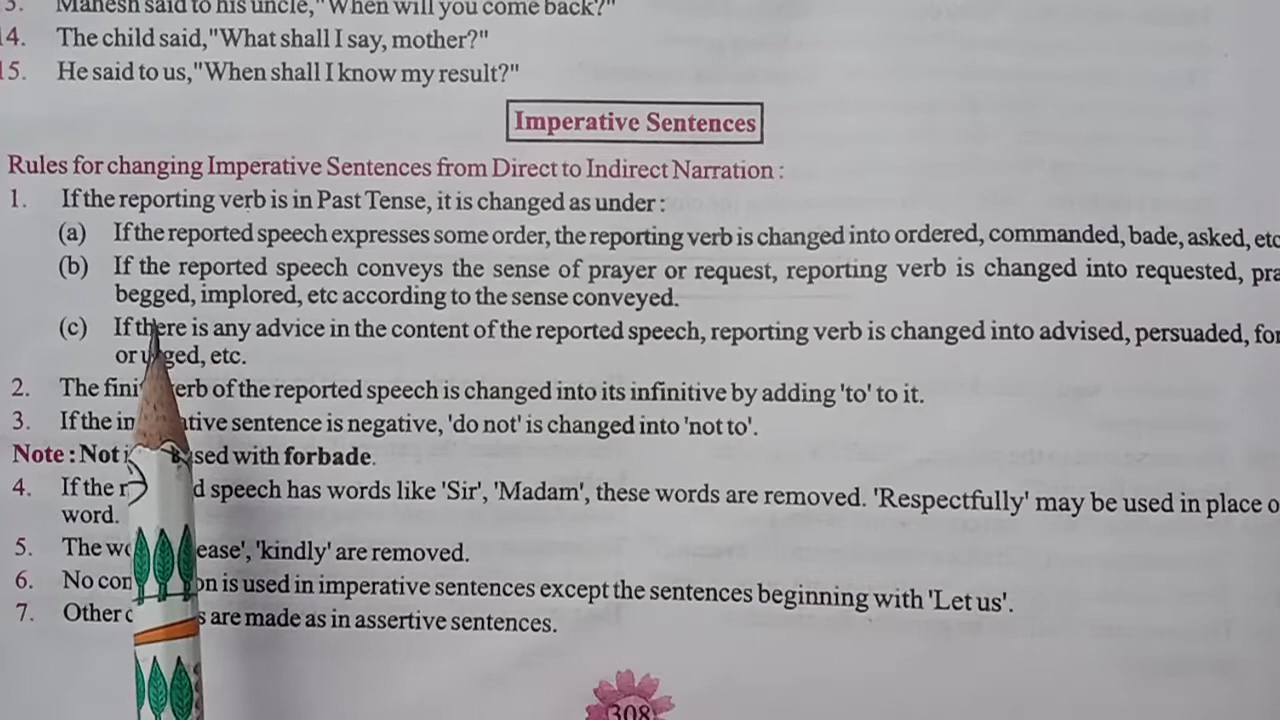 Mahesh said to his uncle,"When will you come back?"
14. The child said,"What shall I say, mother?"
15. He said to us,"When shall I know my result?"
Imperative Sentences
Rules for changing Imperative Sentences from Direct to Indirect Narration :
1. If the reporting verb is in Past Tense, it is changed as under :
(a) If the reported speech expresses some order, the reporting verb is changed into ordered, commanded, bade, asked, etc
(b) If the reported speech conveys the sense of prayer or request, reporting verb is changed into requested, pra
begged, implored, etc according to the sense conveyed.
(c) If there is any advice in the content of the reported speech, reporting verb is changed into advised, persuaded, for
or urged, etc.
2. The finite verb of the reported speech is changed into its infinitive by adding 'to' to it.
3. If the imperative sentence is negative, 'do not' is changed into 'not to'.
Note : Not used with forbade.
4. If the speech has words like 'Sir', 'Madam', these words are removed. 'Respectfully' may be used in place o
word.
5. The 'kindly' are removed.
6. No is used in imperative sentences except the sentences beginning with 'Let us'.
7. Other are made as in assertive sentences.
308